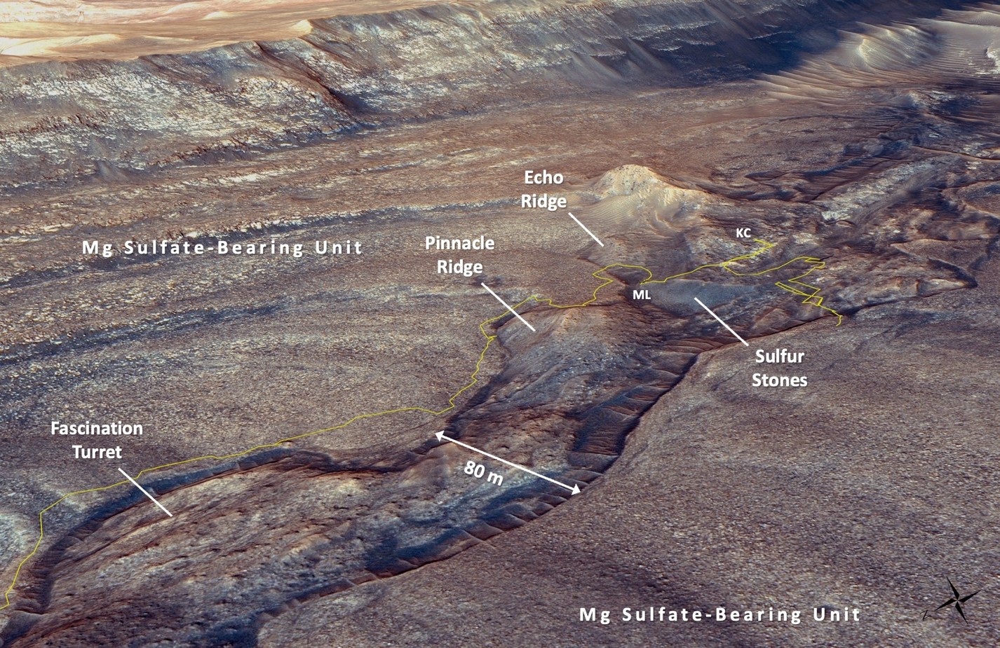 Echo
Ridge
KC
Mg Sulfate-Bearing Unit
Pinnacle
Ridge
ML
Sulfur
Stones
Fascination
Turret
80 m
Mg Sulfate-Bearing Unit
Z